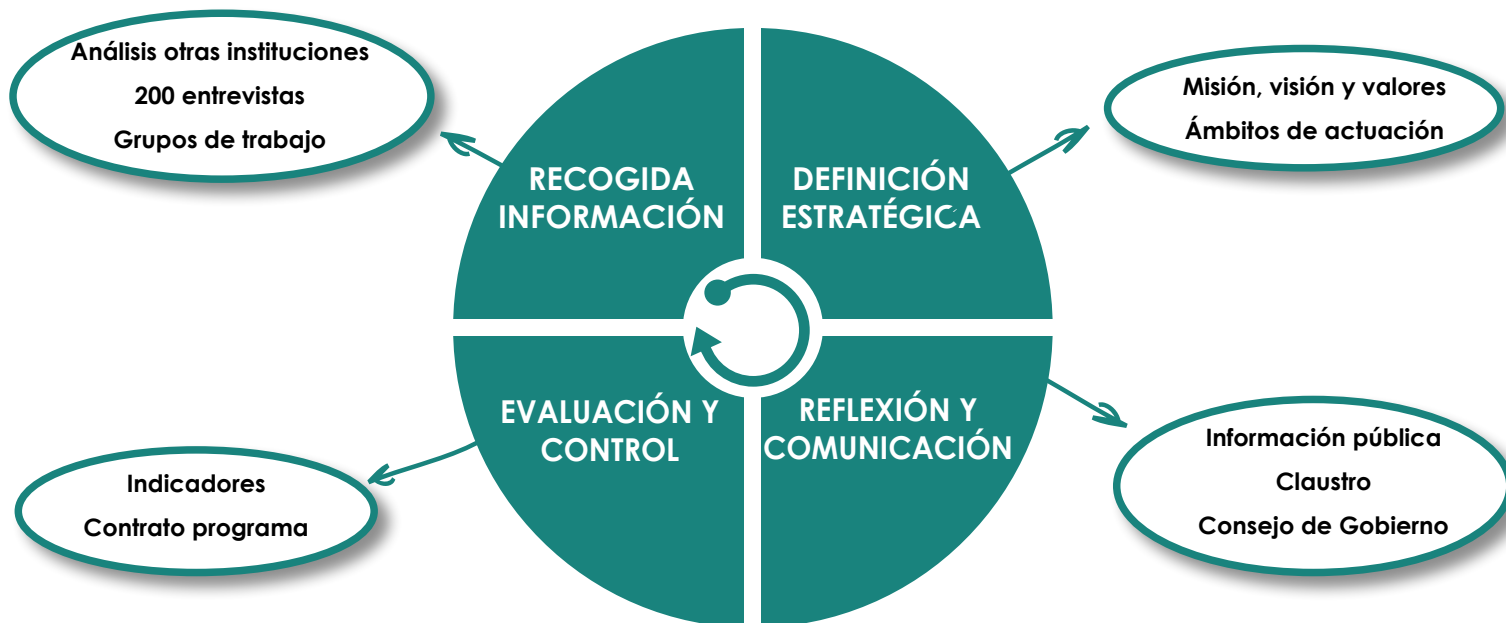 Análisis otras instituciones
200 entrevistas
Grupos de trabajo
RECOGIDA
INFORMACIÓN
DEFINICIÓN
ESTRATÉGICA
Misión, visión y valores
Ámbitos de actuación
EVALUACIÓN Y
CONTROL
Indicadores
Contrato programa
REFLEXIÓN Y
COMUNICACIÓN
Información pública
Claustro
Consejo de Gobierno